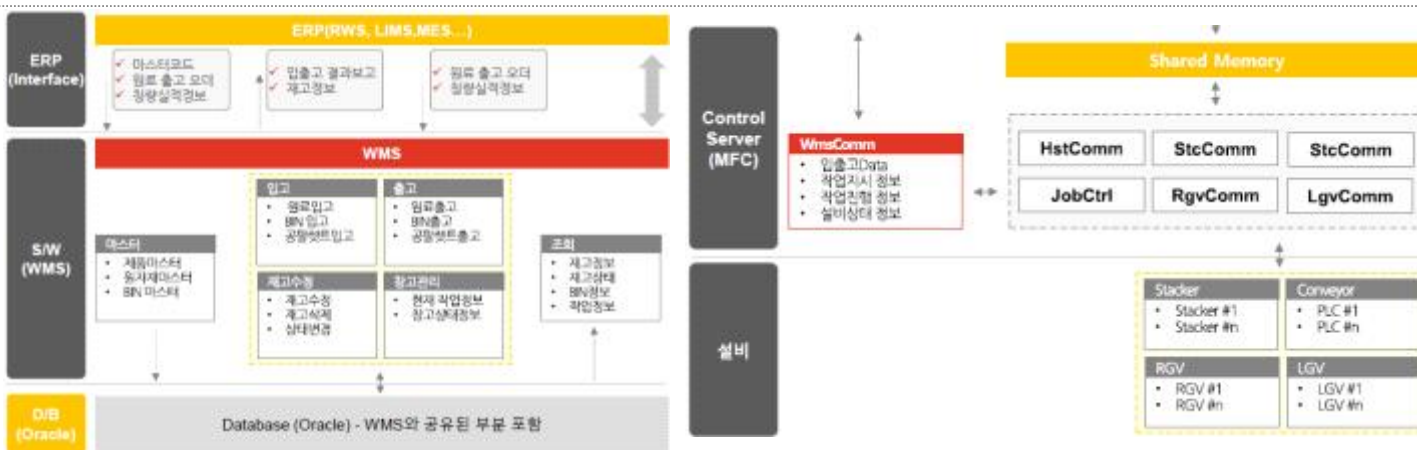 ERP
(Interface)
ERP(RWS, LIMS,MES...)
마스터코드
원료 출고 오더
칭량실적정보
입출고 결과보고
재고정보
원료 출고 오더
칭량실적정보
S/W
(WMS)
WMS
마스터
제품마스터
원자재마스터
BIN 마스터
입고
원료입고
BIN 입고
공팔렛트입고
출고
원료출고
BIN출고
공팔렛트출고
재고수정
재고수정
재고삭제
상태변경
창고관리
현재 작업정보
창고상태정보
조회
재고정보
재고상태
BIN정보
작업정보
D/B
(Oracle)
Database (Oracle) - WMS와 공유된 부분 포함
Control
Server
(MFC)
WmsComm
입출고Data
작업지시 정보
작업진행 정보
설비상태 정보
Shared Memory
HstComm
StcComm
StcComm
JobCtrl
RgvComm
LgvComm
설비
Stacker
Stacker #1
Stacker #n
Conveyor
PLC #1
PLC #n
RGV
RGV #1
RGV #n
LGV
LGV #1
LGV #n